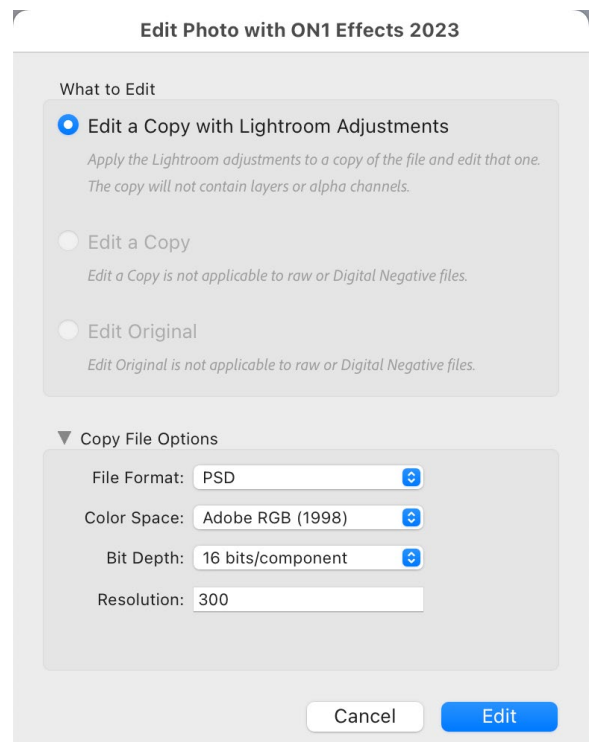 Edit Photo with ON1 Effects 2023
What to Edit
Edit a Copy with Lightroom Adjustments
Apply the Lightroom adjustments to a copy of the file and edit that one.
The copy will not contain layers or alpha channels.
Edit a Copy
Edit a Copy is not applicable to raw or Digital Negative files.
Edit Original
Edit Original is not applicable to raw or Digital Negative files.
Copy File Options
File Format: PSD
Color Space: Adobe RGB (1998)
Bit Depth: 16 bits/component
Resolution: 300
Cancel Edit